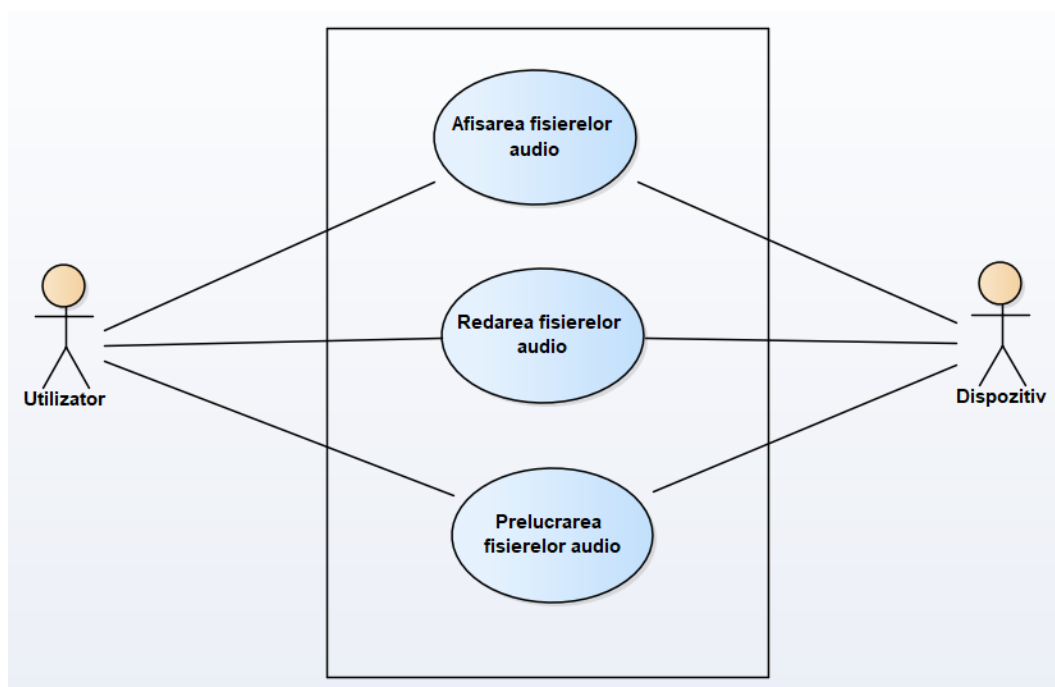 Afisarea fisierelor
audio
Redarea fisierelor
audio
Utilizator
Dispozitiv
Prelucrarea
fisierelor audio